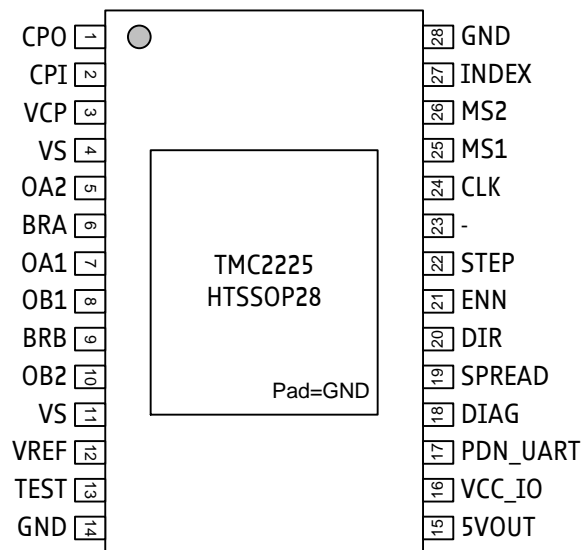 CPO 1
CPI 2
VCP 3
VS 4
OA2 5
BRA 6
OA1 7
OB1 8
BRB 9
OB2 10
VS 11
VREF 12
TEST 13
GND 14
TMC2225
HTSSOP28
Pad=GND
28 GND
27 INDEX
26 MS2
25 MS1
24 CLK
23 -
22 STEP
21 ENN
20 DIR
19 SPREAD
18 DIAG
17 PDN_UART
16 VCC_IO
15 5VOUT